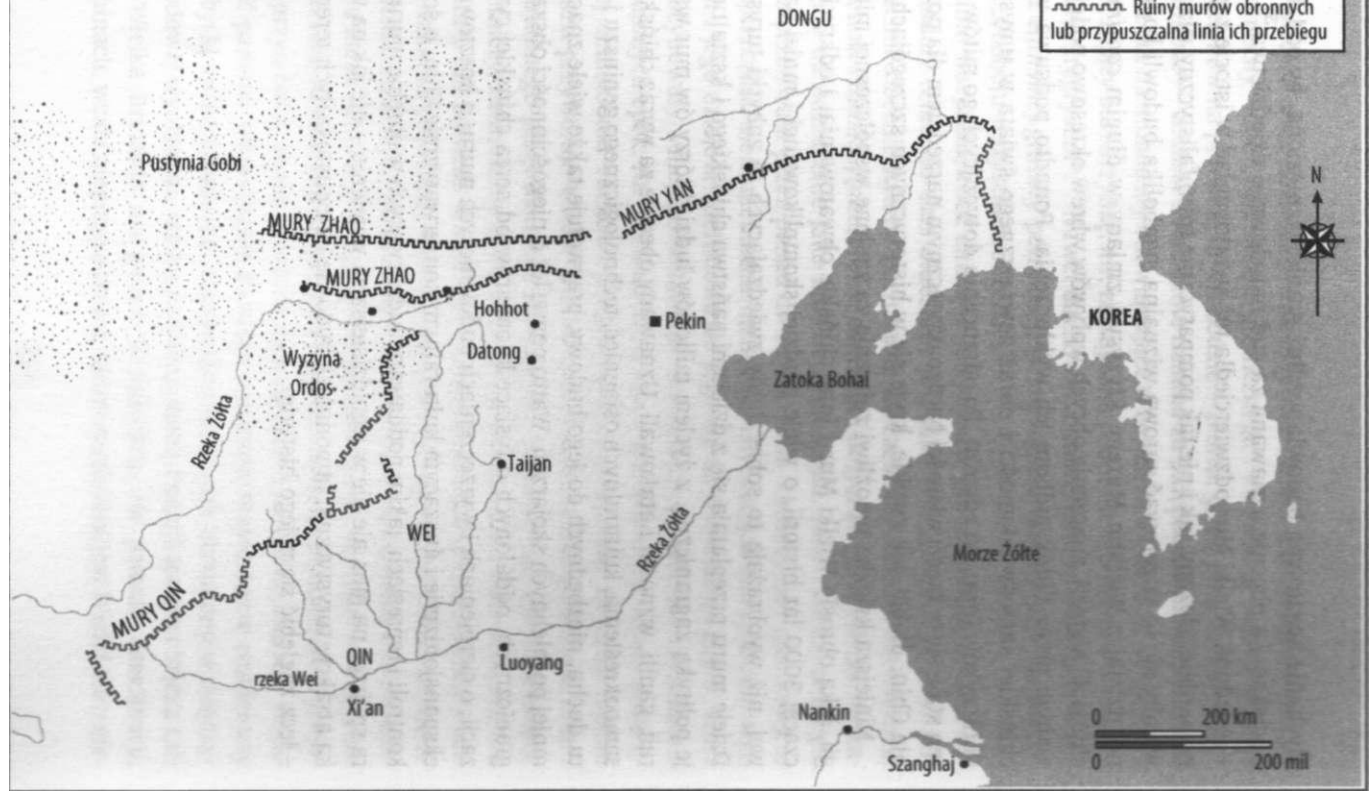 DONGU
Ruiny murów obronnych
lub przypuszczalna linia ich przebiegu
Pustynia Gobi
MURY YAN
MURY ZHAO
N
MURY ZHAO
Hohhot
Pekin
KOREA
Datong
Wyżyna
Ordos
Zatoka Bohai
Rzeka Żółta
Taijan
WEI
Rzeka Żółta
Morze Żółte
MURY QIN
QIN
Luoyang
rzeka Wei
Xi'an
Nankin
0 200 km
Szanghaj
0 200 mil